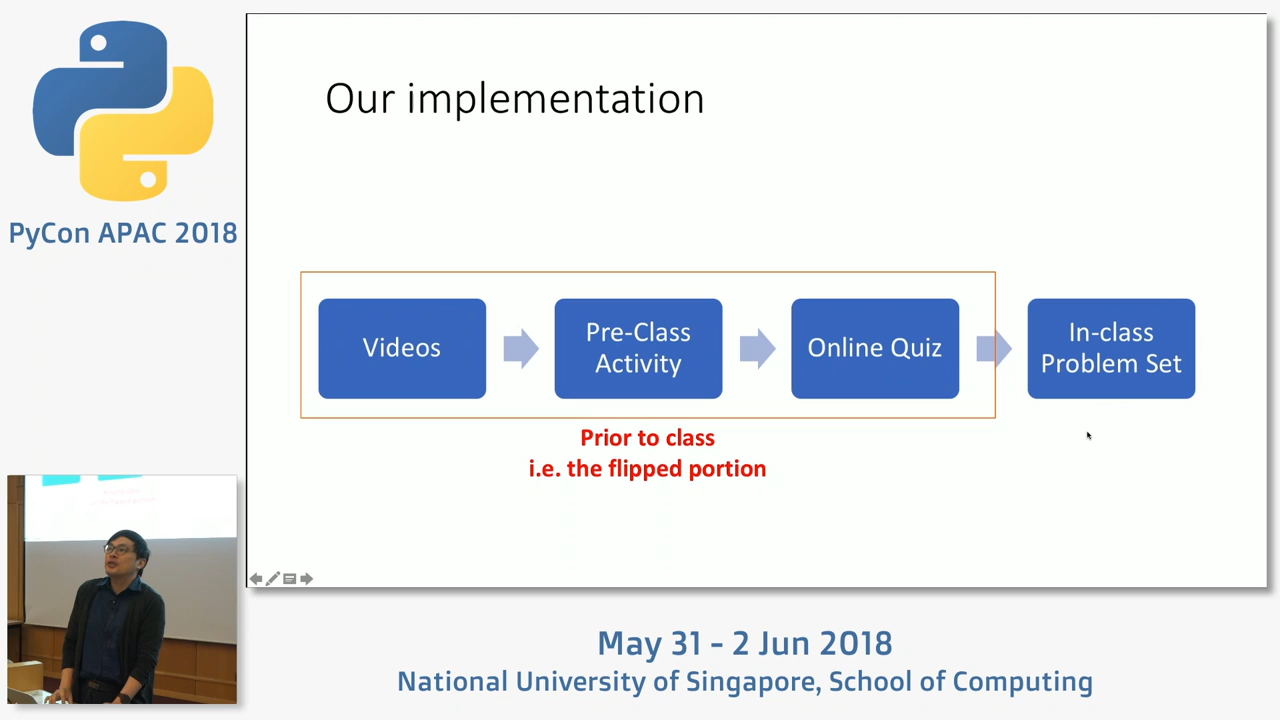 PyCon APAC 2018
Our implementation
Videos
Pre-Class
Activity
Online Quiz
In-class
Problem Set
Prior to class
i.e. the flipped portion
May 31 - 2 Jun 2018
National University of Singapore, School of Computing